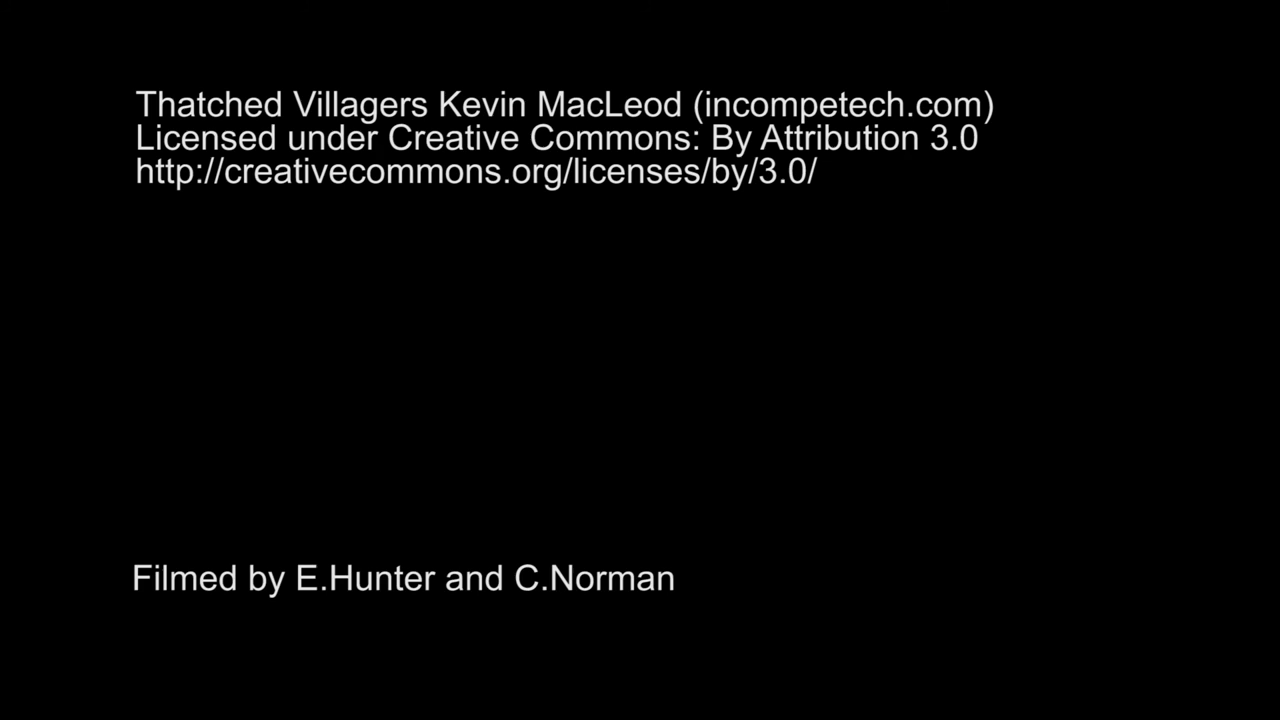 Thatched Villagers Kevin MacLeod (incompetech.com)
Licensed under Creative Commons: By Attribution 3.0
http://creativecommons.org/licenses/by/3.0/
Filmed by E.Hunter and C.Norman